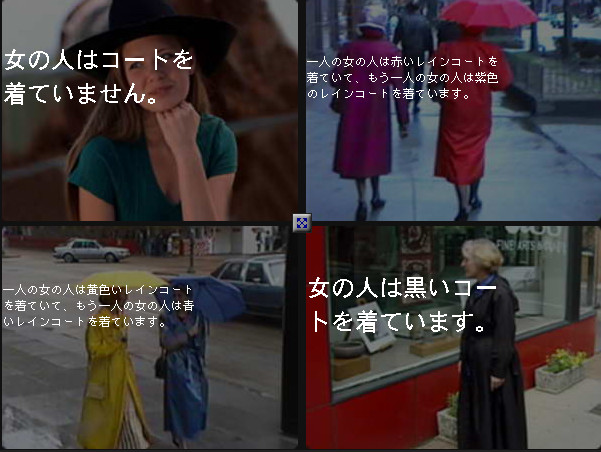 女の人はコートを
着ていません。
一人の女の人は赤いレインコートを
着ていて、もう一人の女の人は紫色
のレインコートを着ています。
一人の女の人は黄色いレインコート
を着ていて、もう一人の女の人は青
いレインコートを着ています。
女の人は黒いコー
トを着ています。
FINE ARTS